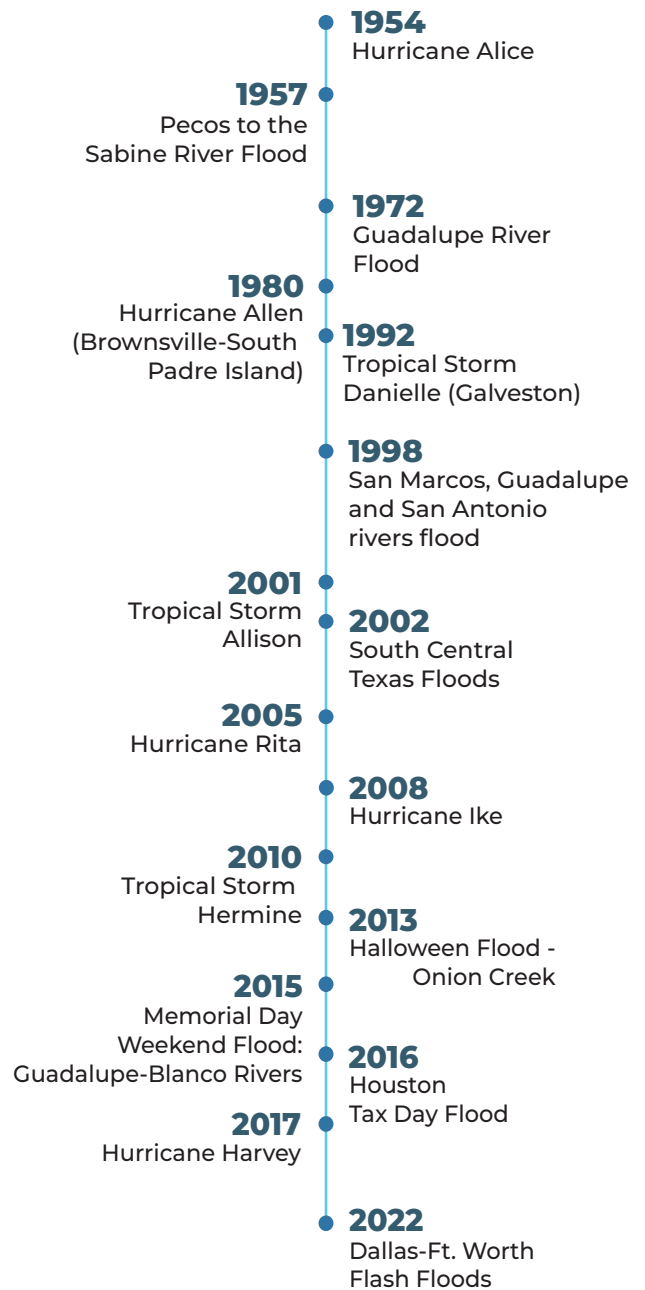 1954
Hurricane Alice
1957
Pecos to the
Sabine River Flood
1972
Guadalupe River
Flood
1980
Hurricane Allen
(Brownsville-South
Padre Island)
1992
Tropical Storm
Danielle (Galveston)
1998
San Marcos, Guadalupe
and San Antonio
rivers flood
2001
Tropical Storm
Allison
2002
South Central
Texas Floods
2005
Hurricane Rita
2008
Hurricane Ike
2010
Tropical Storm
Hermine
2013
Halloween Flood -
Onion Creek
2015
Memorial Day
Weekend Flood:
Guadalupe-Blanco Rivers
2016
Houston
Tax Day Flood
2017
Hurricane Harvey
2022
Dallas-Ft. Worth
Flash Floods